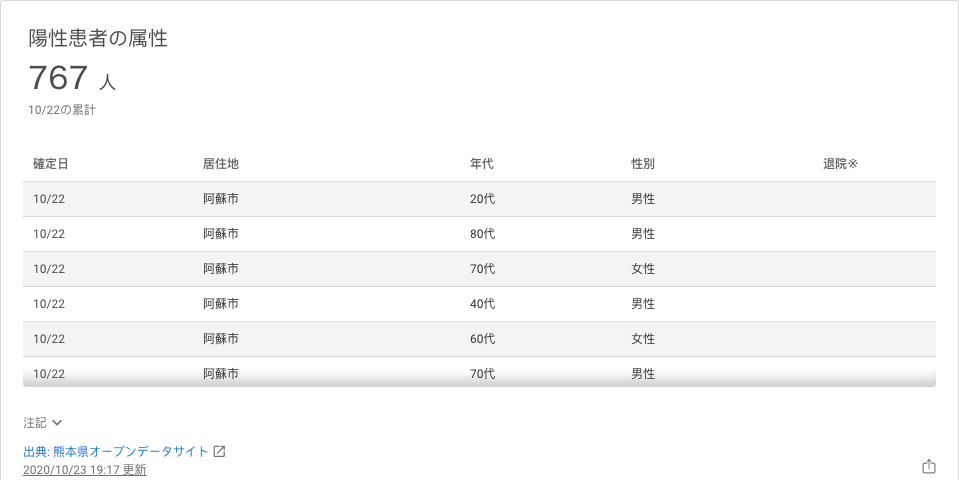 陽性患者の属性
767 人
10/22の累計
確定日 居住地 年代 性別 退院※
10/22 阿蘇市 20代 男性
10/22 阿蘇市 80代 男性
10/22 阿蘇市 70代 女性
10/22 阿蘇市 40代 男性
10/22 阿蘇市 60代 女性
10/22 阿蘇市 70代 男性
注記
出典: 熊本県オープンデータサイト
2020/10/23 19:17 更新